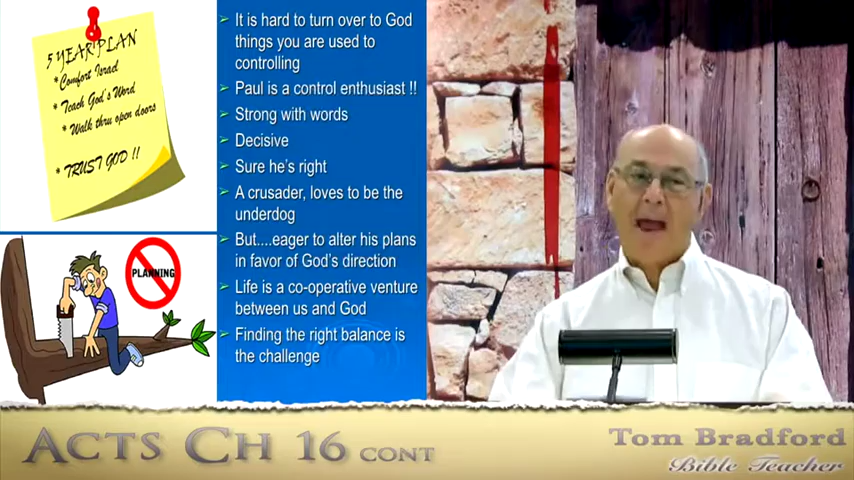 5 YEAR PLAN
*Comfort Israel
*Teach God's Word
*Walk thru open doors
*TRUST GOD!!
PLANNING
It is hard to turn over to God
things you are used to
controlling
Paul is a control enthusiast !!
Strong with words
Decisive
Sure he's right
A crusader, loves to be the
underdog
But....eager to alter his plans
in favor of God's direction
Life is a co-operative venture
between us and God
Finding the right balance is
the challenge
ACTS CH 16 CONT
Tom Bradford
Bible Teacher